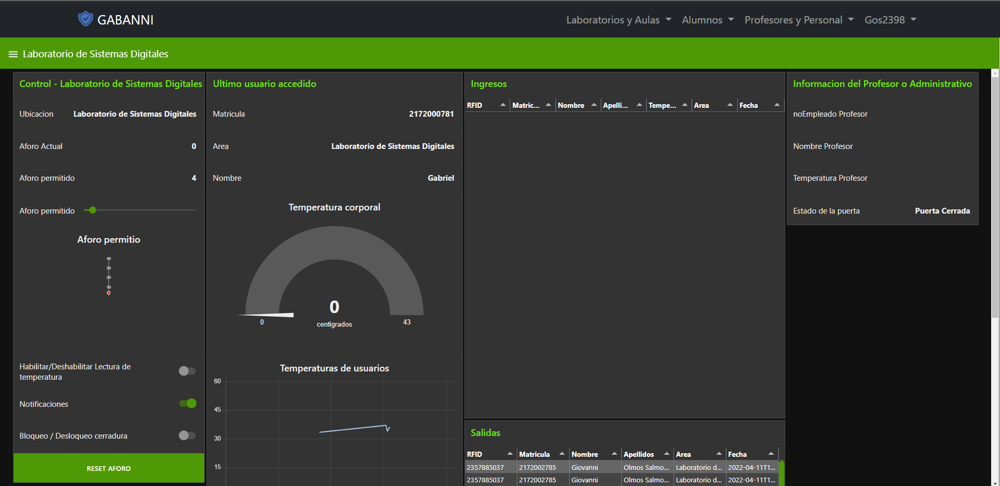 GABANNI
Laboratorios y Aulas
Alumnos
Profesores y Personal
Gos2398
Laboratorio de Sistemas Digitales
Control - Laboratorio de Sistemas Digitales
Ubicacion Laboratorio de Sistemas Digitales
Aforo Actual 0
Aforo permitido 4
Aforo permitido
Aforo permitio
40
30
20
10
Habilitar/Deshabilitar Lectura de
temperatura
Notificaciones
Bloqueo / Desloqueo cerradura
RESET AFORO
Ultimo usuario accedido
Matricula 2172000781
Area Laboratorio de Sistemas Digitales
Nombre Gabriel
Temperatura corporal
0
centigrados
0 43
Temperaturas de usuarios
60
45
30
15
Ingresos
RFID Matric... Nombre Apelli... Tempe... Area Fecha
Salidas
RFID Matricula Nombre Apellidos Area Fecha
2357885037 2172002785 Giovanni Olmos Salmo... Laboratorio d... 2022-04-11T1...
2357885037 2172002785 Giovanni Olmos Salmo... Laboratorio d... 2022-04-11T1...
Informacion del Profesor o Administrativo
noEmpleado Profesor
Nombre Profesor
Temperatura Profesor
Estado de la puerta Puerta Cerrada